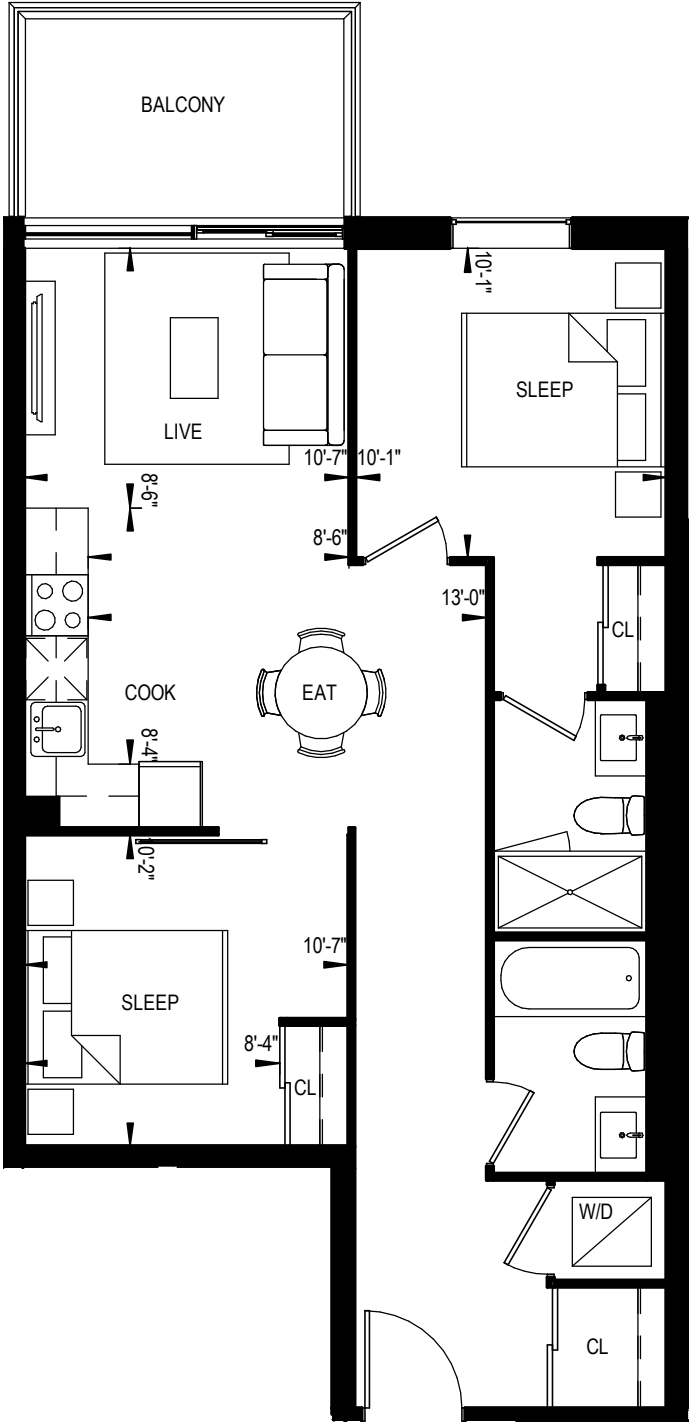 BALCONY
10'-1"
SLEEP
LIVE
10'-7"
10'-1"
8'-6"
8'-6"
13'-0"
CL
COOK
EAT
8'-4"
0'-2"
10'-7"
SLEEP
8'-4"
CL
W/D
CL